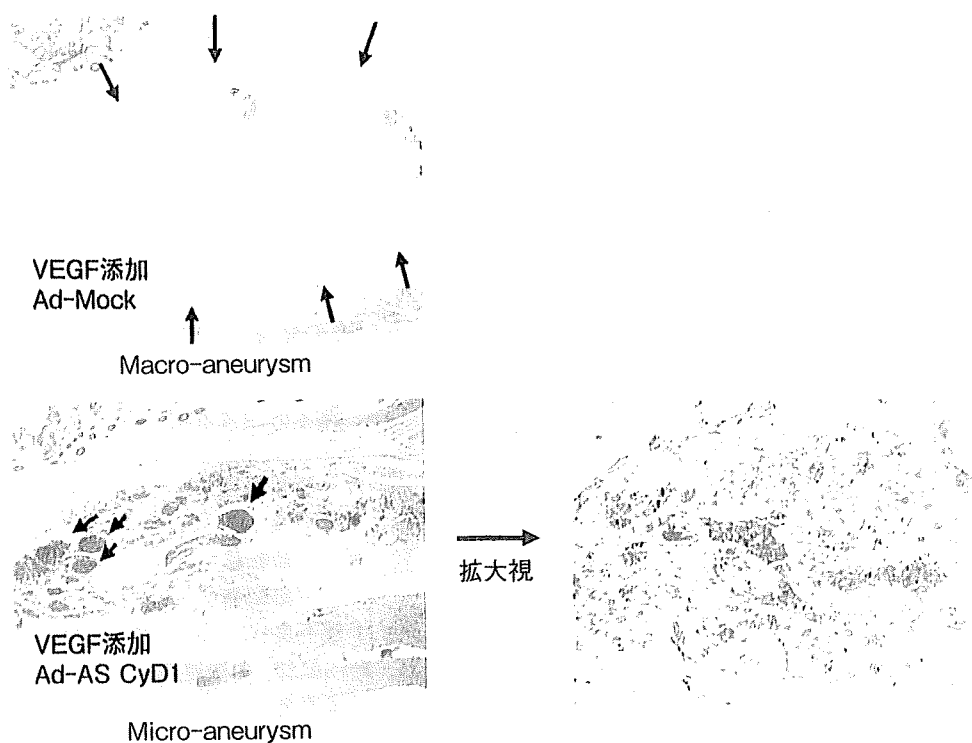 VEGF添加
Ad-Mock
Macro-aneurysm
VEGF添加
Ad-AS CyD1
Micro-aneurysm
拡大視